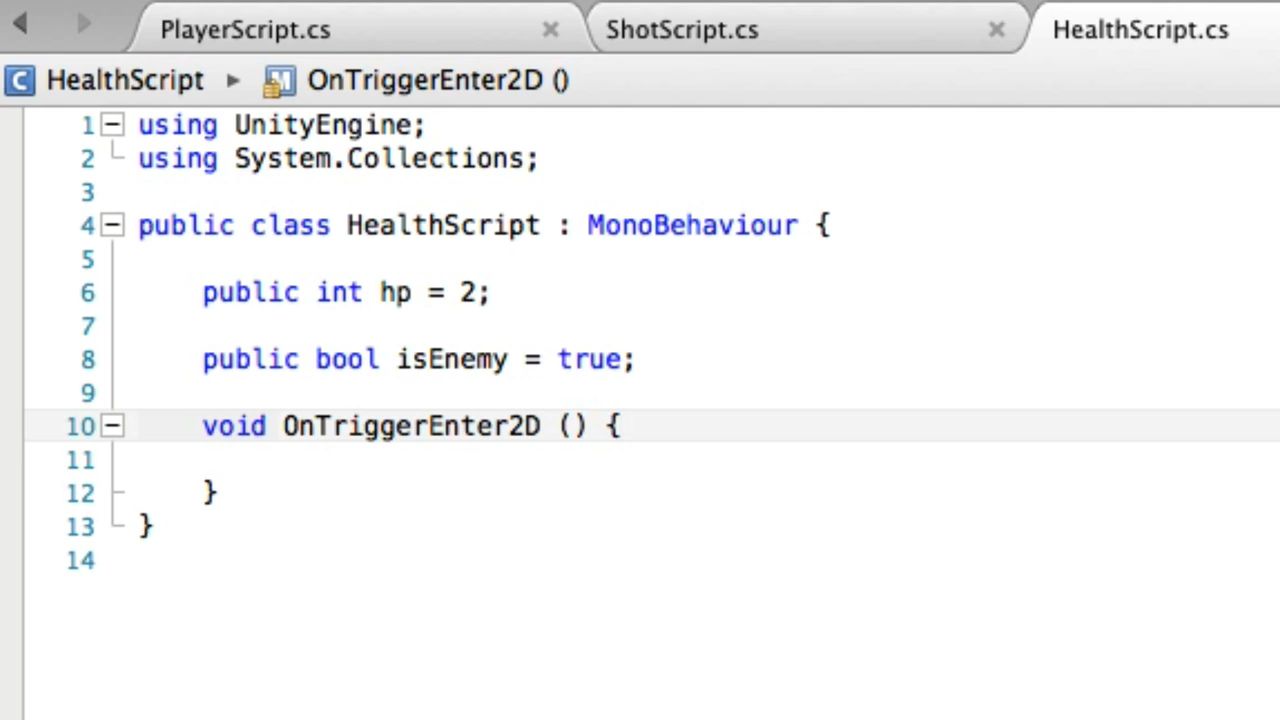 PlayerScript.cs × ShotScript.cs × HealthScript.cs
C HealthScript ▸ M OnTriggerEnter2D ()
1 using UnityEngine;
2 using System.Collections;
3
4 public class HealthScript : MonoBehaviour {
5
6 public int hp = 2;
7
8 public bool isEnemy = true;
9
10 void OnTriggerEnter2D () {
11
12 }
13 }
14